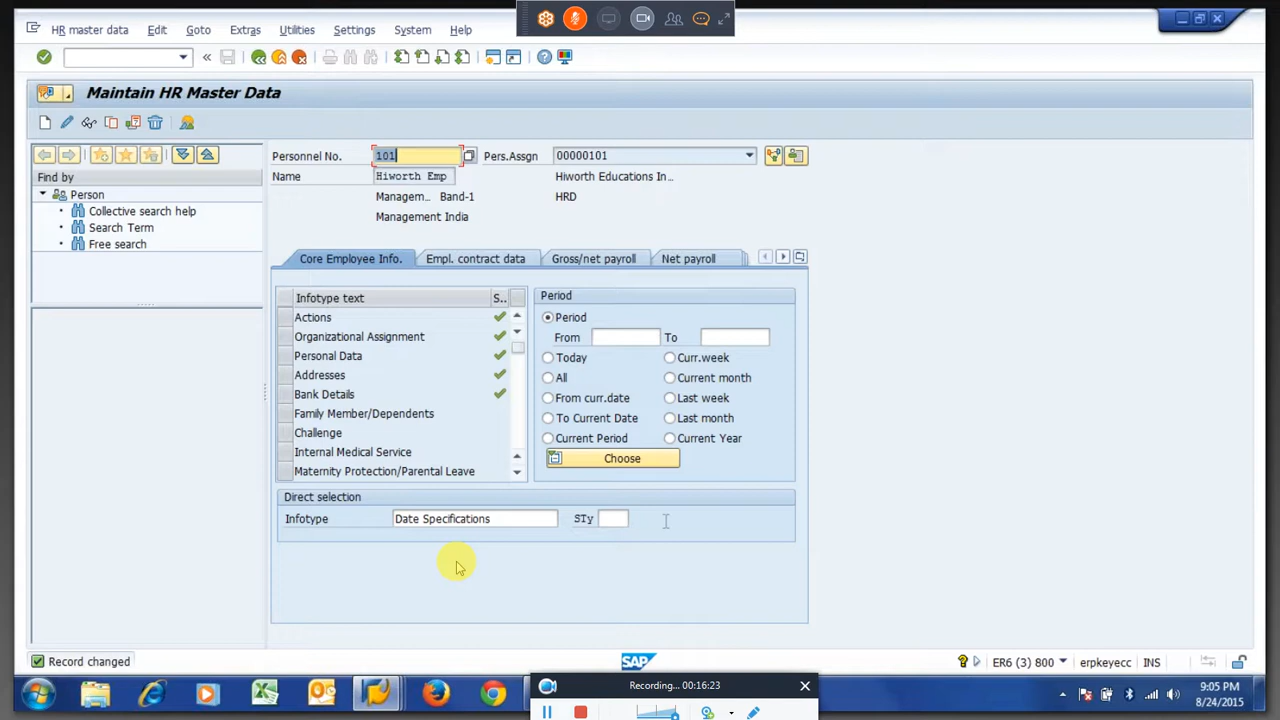 HR master data Edit Goto Extras Utilities Settings System Help
Maintain HR Master Data
Find by
Person
Collective search help
Search Term
Free search
Personnel No. 101 Pers.Assgn 00000101
Name Hiworth Emp Hiworth Educations In...
Managem... Band-1 HRD
Management India
Core Employee Info. Empl. contract data Gross/net payroll Net payroll
Infotype text S..
Actions
Organizational Assignment
Personal Data
Addresses
Bank Details
Family Member/Dependents
Challenge
Internal Medical Service
Maternity Protection/Parental Leave
Period
Period
From To
Today Curr.week
All Current month
From curr.date Last week
To Current Date Last month
Current Period Current Year
Choose
Direct selection
Infotype Date Specifications STy
Record changed
SAP
ER6 (3) 800 erpkeyecc INS
Recording... 00:16:23
9:05 PM
8/24/2015